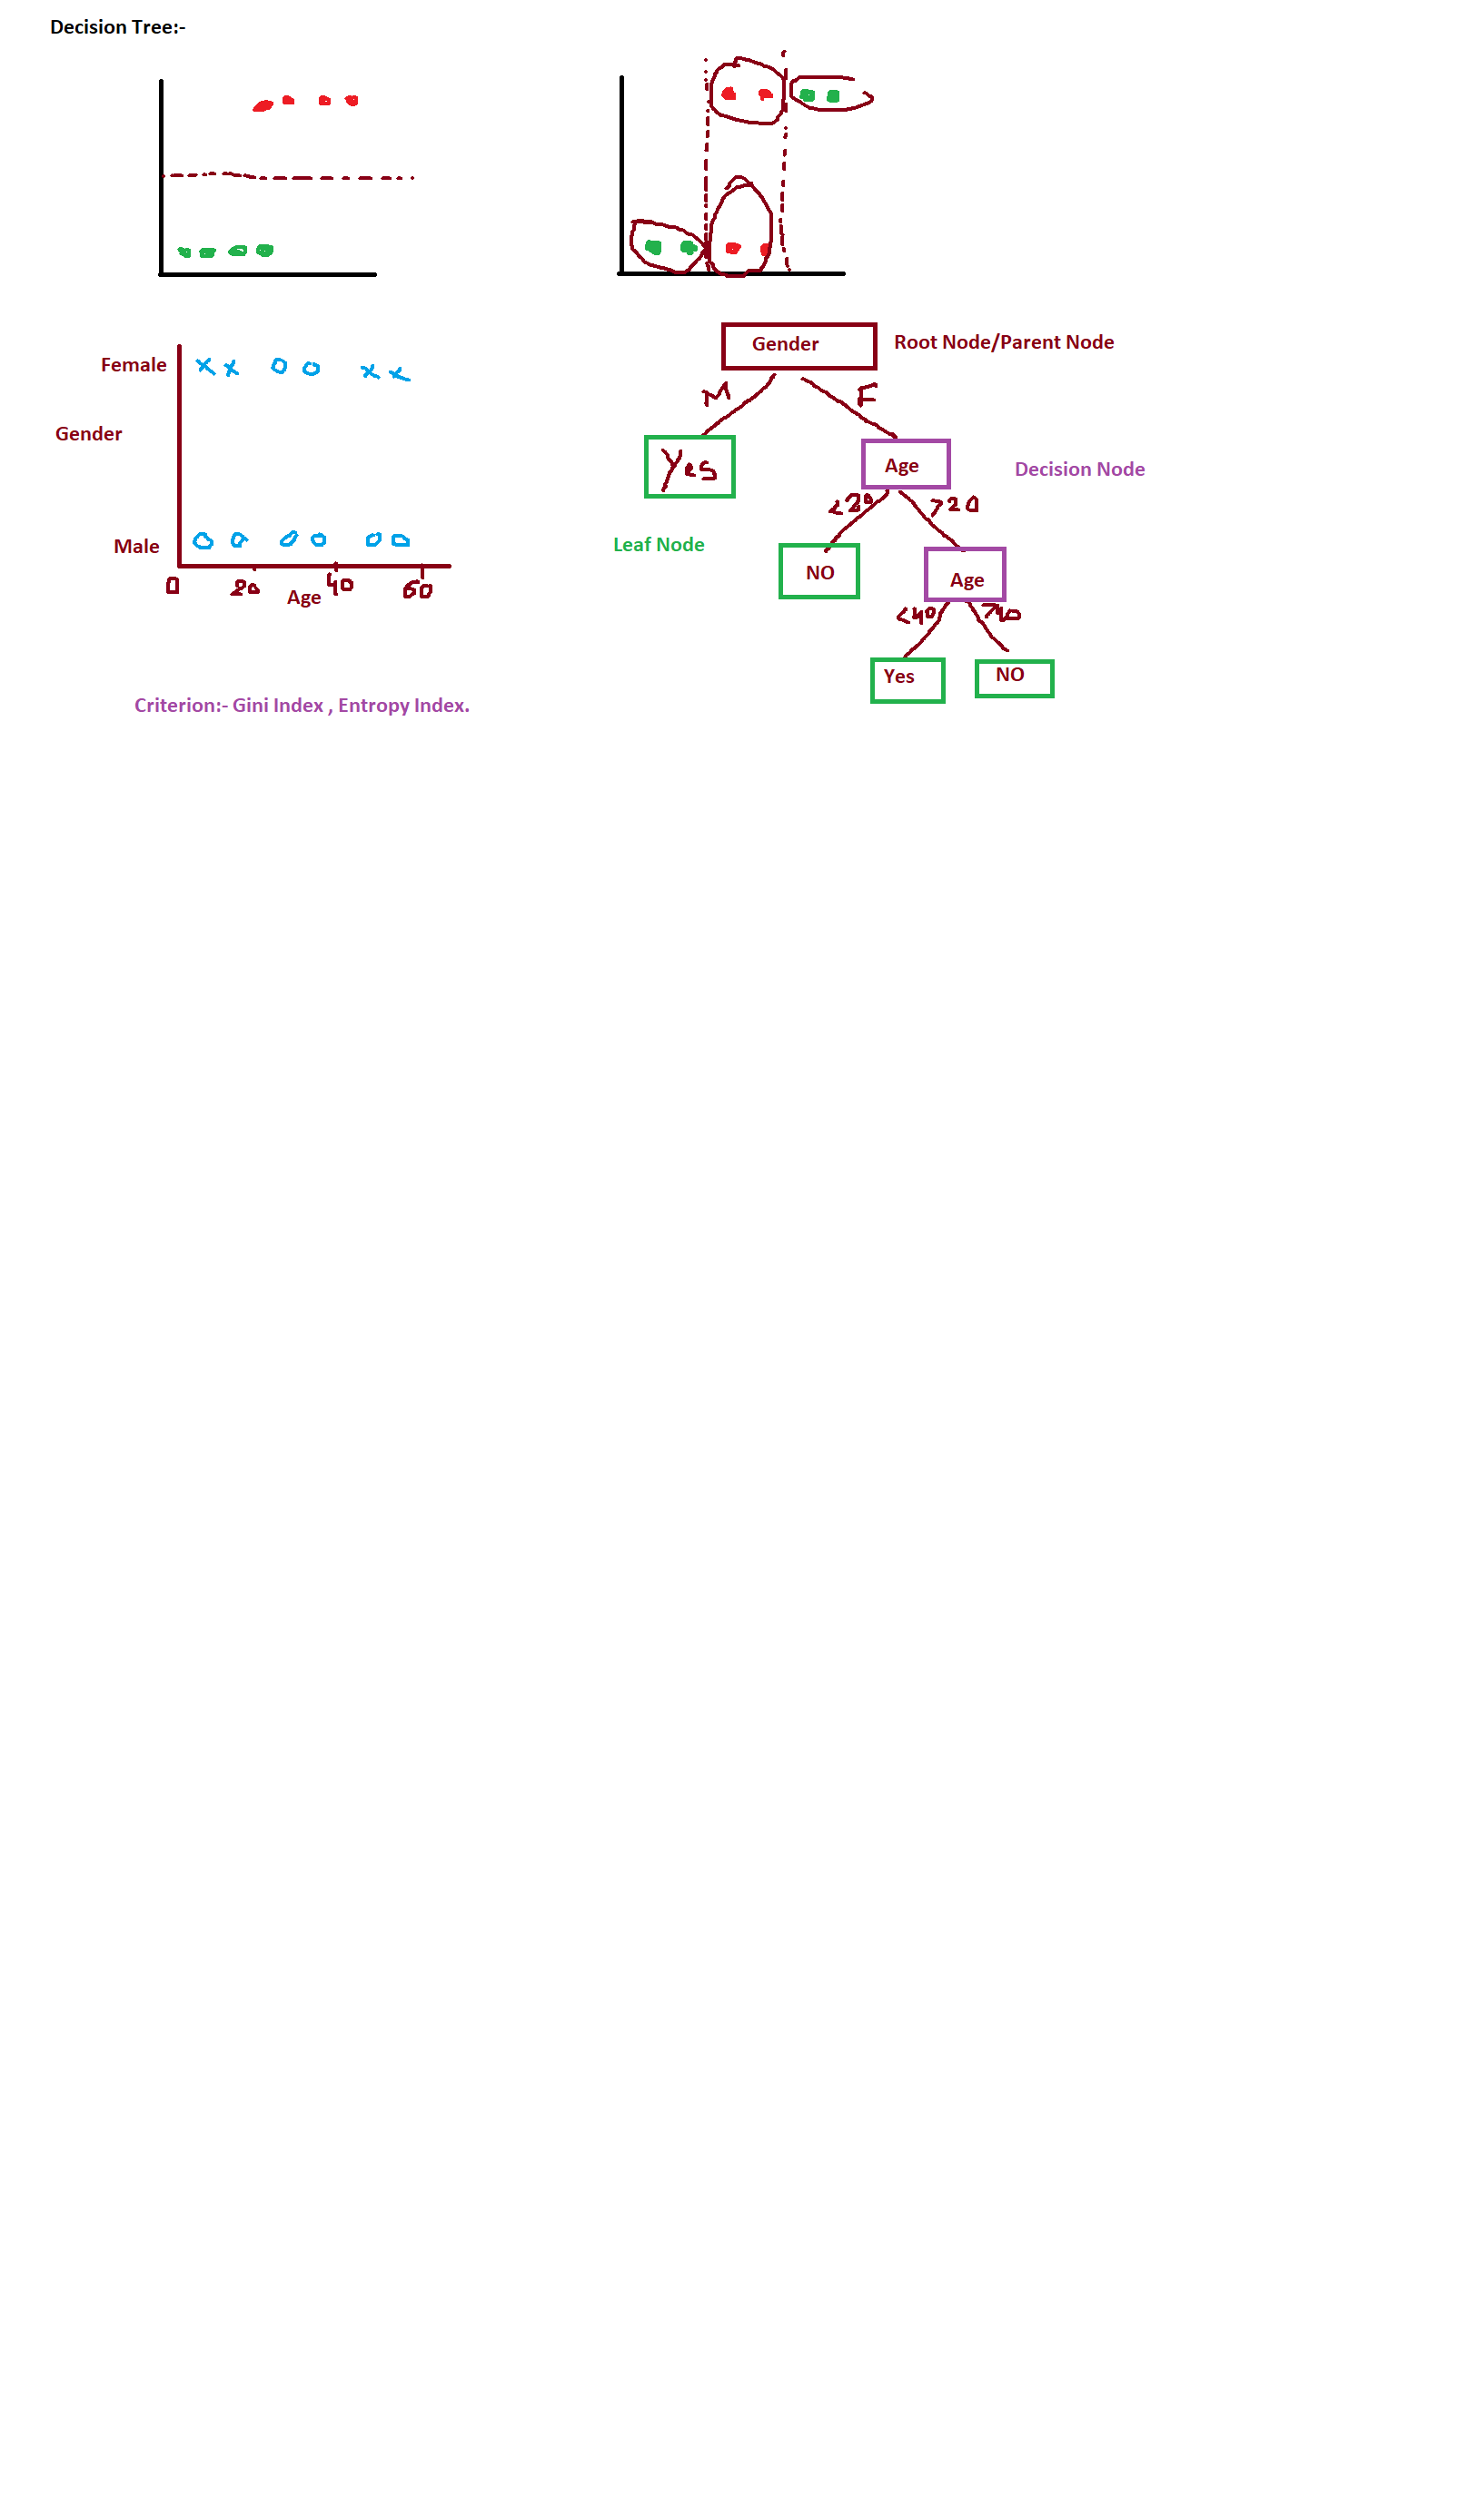 Decision Tree:-
Female
Gender
Male
0 20 40 60
Age
Gender
Root Node/Parent Node
M F
Yes
Age
Decision Node
<20 >20
Leaf Node
NO
Age
<40 >40
Yes
NO
Criterion:- Gini Index , Entropy Index.